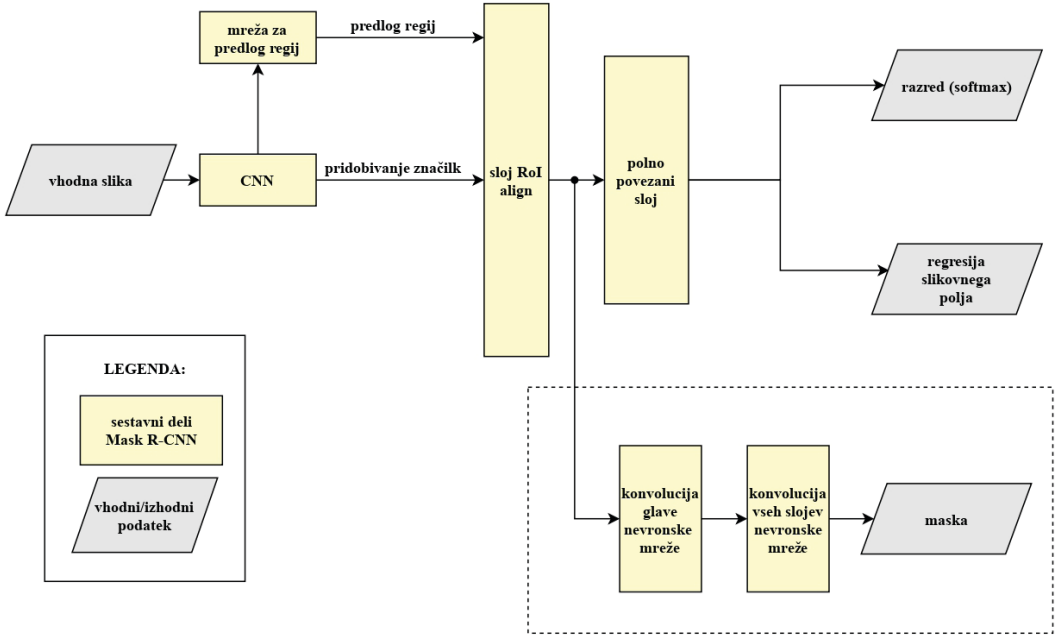 mreža za
predlog regij
predlog regij
vhodna slika
CNN
pridobivanje značilk
sloj RoI
align
polno
povezani
sloj
razred (softmax)
regresija
slikovnega
polja
LEGENDA:
sestavni deli
Mask R-CNN
vhodni/izhodni
podatek
konvolucija
glave
nevronske
mreže
konvolucija
vseh slojev
nevronske
mreže
maska